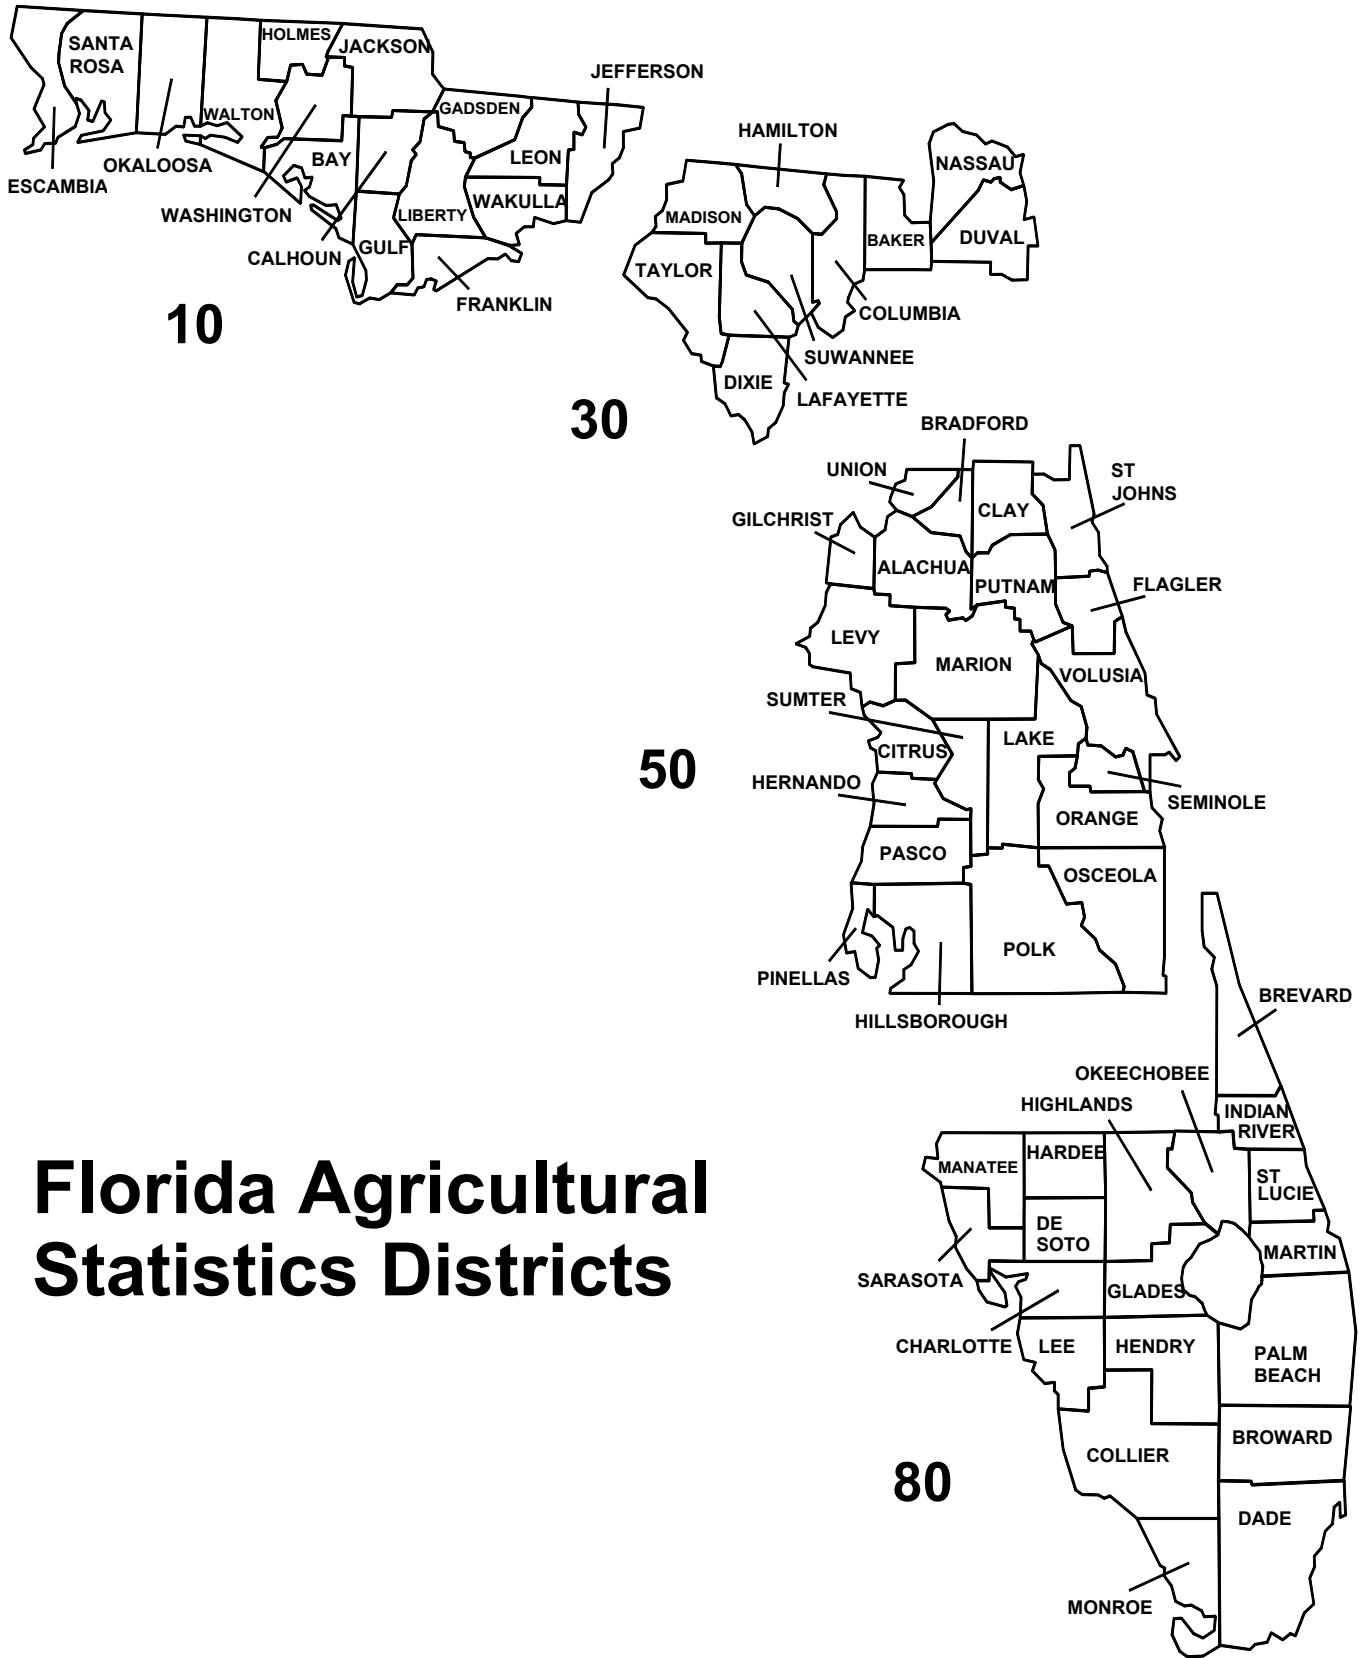 HOLMES
SANTA
ROSA
JACKSON
JEFFERSON
GADSDEN
WALTON
HAMILTON
BAY
LEON
NASSAU
OKALOOSA
ESCAMBIA
WAKULLA
WASHINGTON
LIBERTY
MADISON
CALHOUN
GULF
BAKER
DUVAL
TAYLOR
FRANKLIN
COLUMBIA
10
SUWANNEE
DIXIE
LAFAYETTE
30
BRADFORD
UNION
ST
JOHNS
CLAY
GILCHRIST
ALACHUA
PUTNAM
FLAGLER
LEVY
MARION
VOLUSIA
SUMTER
LAKE
CITRUS
50
HERNANDO
SEMINOLE
ORANGE
PASCO
OSCEOLA
POLK
PINELLAS
HILLSBOROUGH
BREVARD
OKEECHOBEE
HIGHLANDS
INDIAN
RIVER
HARDEE
MANATEE
ST
LUCIE
DE
SOTO
MARTIN
Florida Agricultural
Statistics Districts
SARASOTA
GLADES
CHARLOTTE
LEE
HENDRY
PALM
BEACH
BROWARD
COLLIER
80
DADE
MONROE